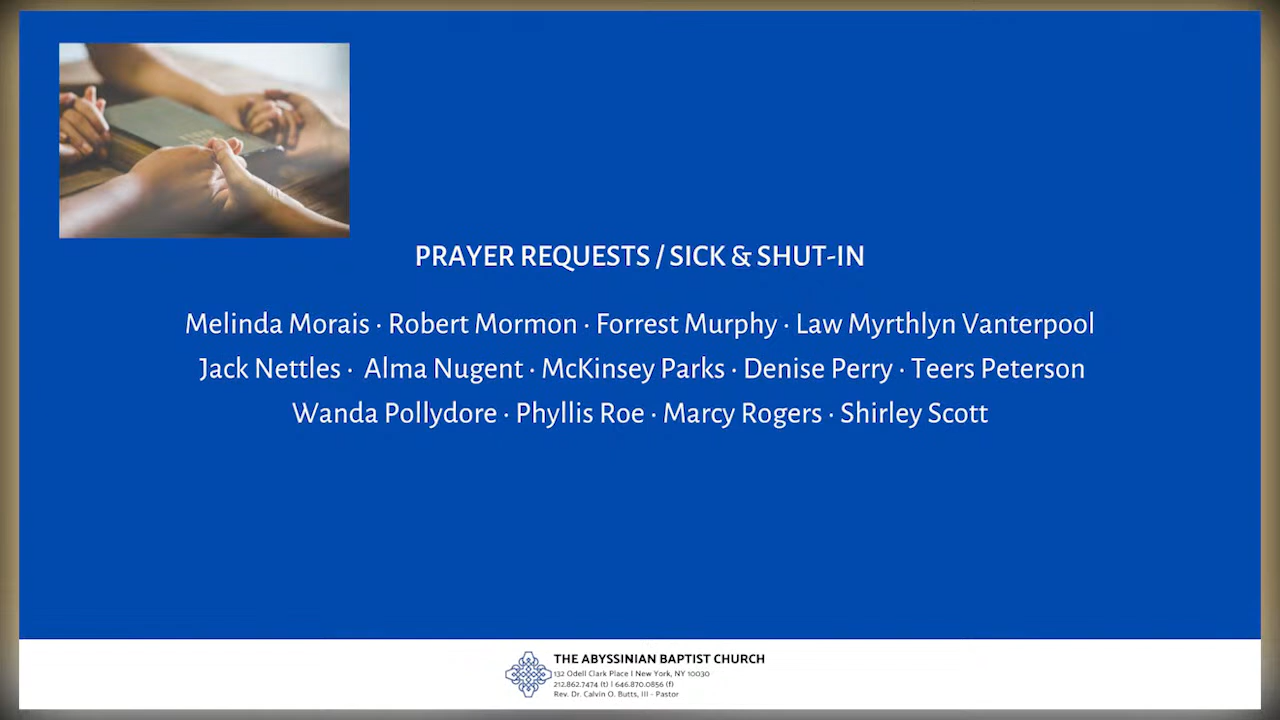 PRAYER REQUESTS / SICK & SHUT-IN
Melinda Morais · Robert Mormon · Forrest Murphy · Law Myrthlyn Vanterpool
Jack Nettles · Alma Nugent · McKinsey Parks · Denise Perry · Teers Peterson
Wanda Pollydore · Phyllis Roe · Marcy Rogers · Shirley Scott
THE ABYSSINIAN BAPTIST CHURCH
132 Odell Clark Place I New York, NY 10030
212.862.7474 (t) | 646.870.0856 (f)
Rev. Dr. Calvin O. Butts, III - Pastor